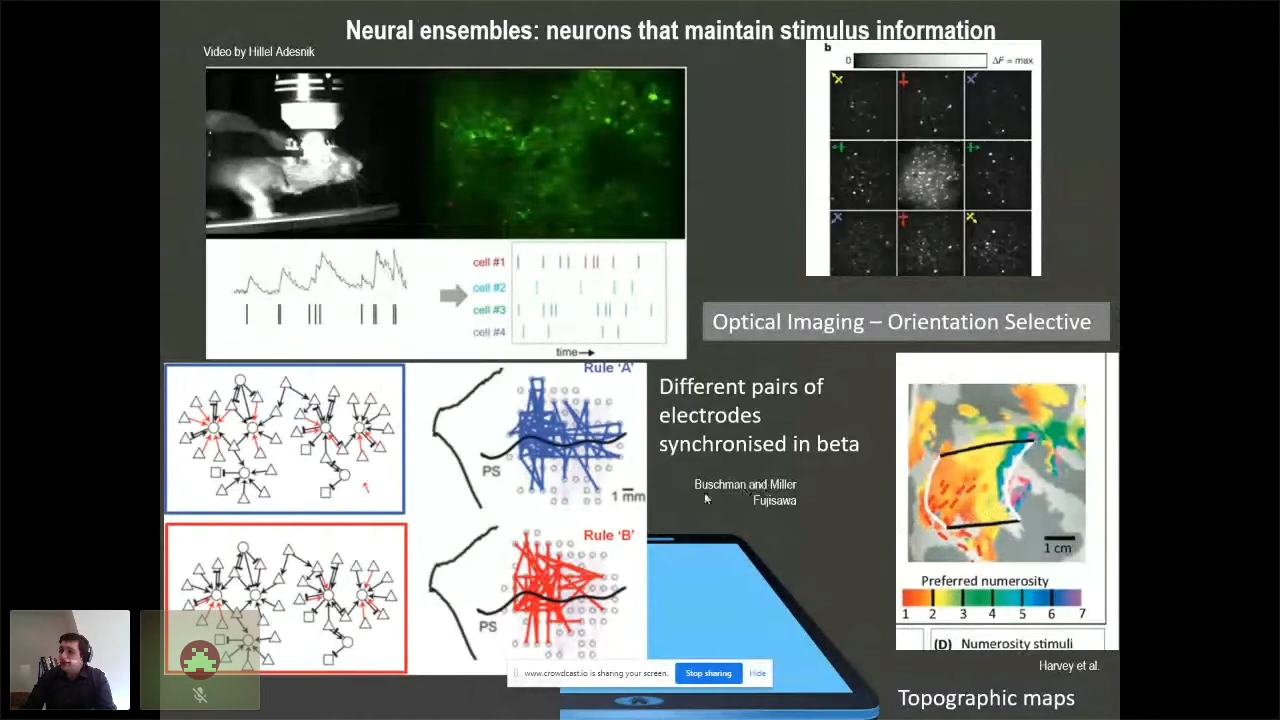 Neural ensembles: neurons that maintain stimulus information
Video by Hillel Adesnik
b
0
ΔF = max
cell #1
cell #2
cell #3
cell #4
time
Optical Imaging – Orientation Selective
Rule ‘A’
PS
1 mm
Different pairs of
electrodes
synchronised in beta
Buschman and Miller
Fujisawa
Rule ‘B’
PS
1 cm
Preferred numerosity
1 2 3 4 5 6 7
(D) Numerosity stimuli
Harvey et al.
Topographic maps
www.crowdcast.io is sharing your screen.
Stop sharing
Hide